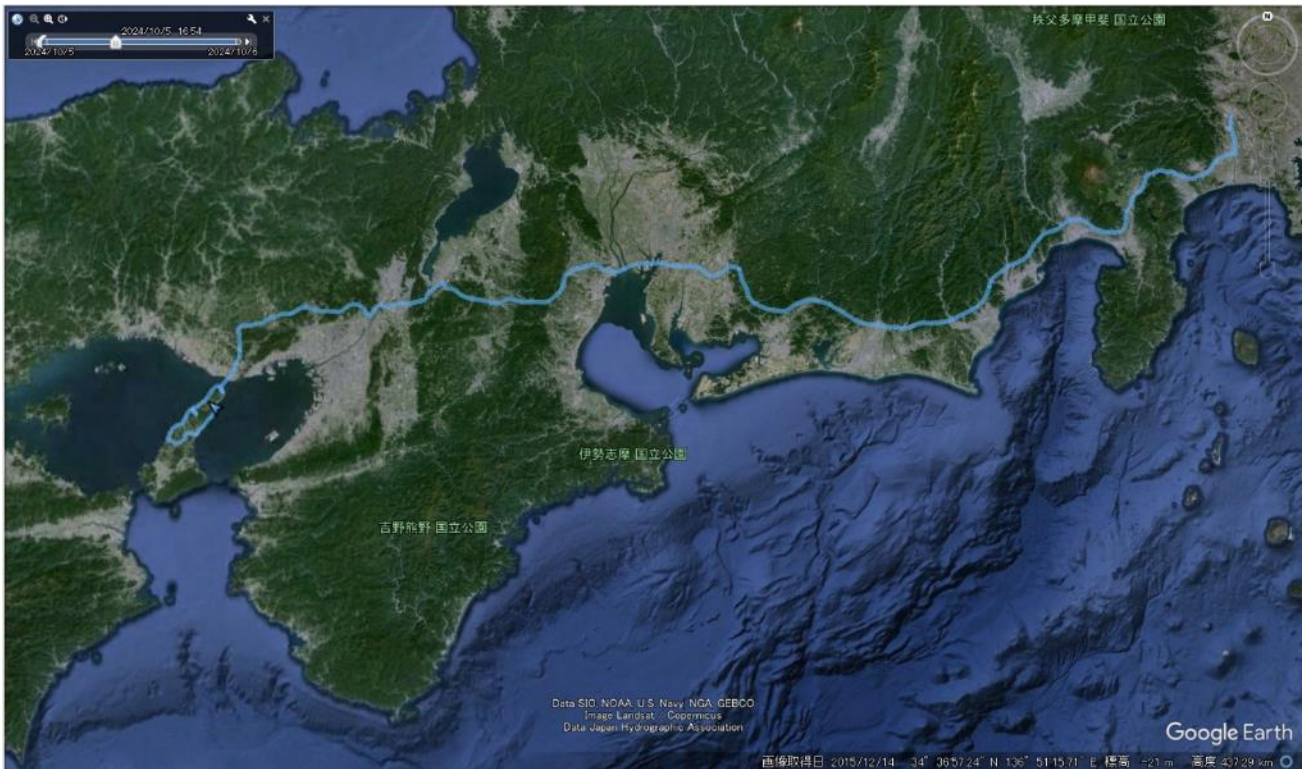 秩父多摩甲斐 国立公園
N
2024/10/5 16:54
2024/10/5
2024/10/6
伊勢志摩 国立公園
吉野熊野 国立公園
Data SIO, NOAA, U.S. Navy, NGA, GEBCO
Image Landsat / Copernicus
Data Japan Hydrographic Association
Google Earth
画像取得日 2015/12/14 34° 36'57.24" N 136° 51'15.71" E 標高 -21 m 高度 437.29 km